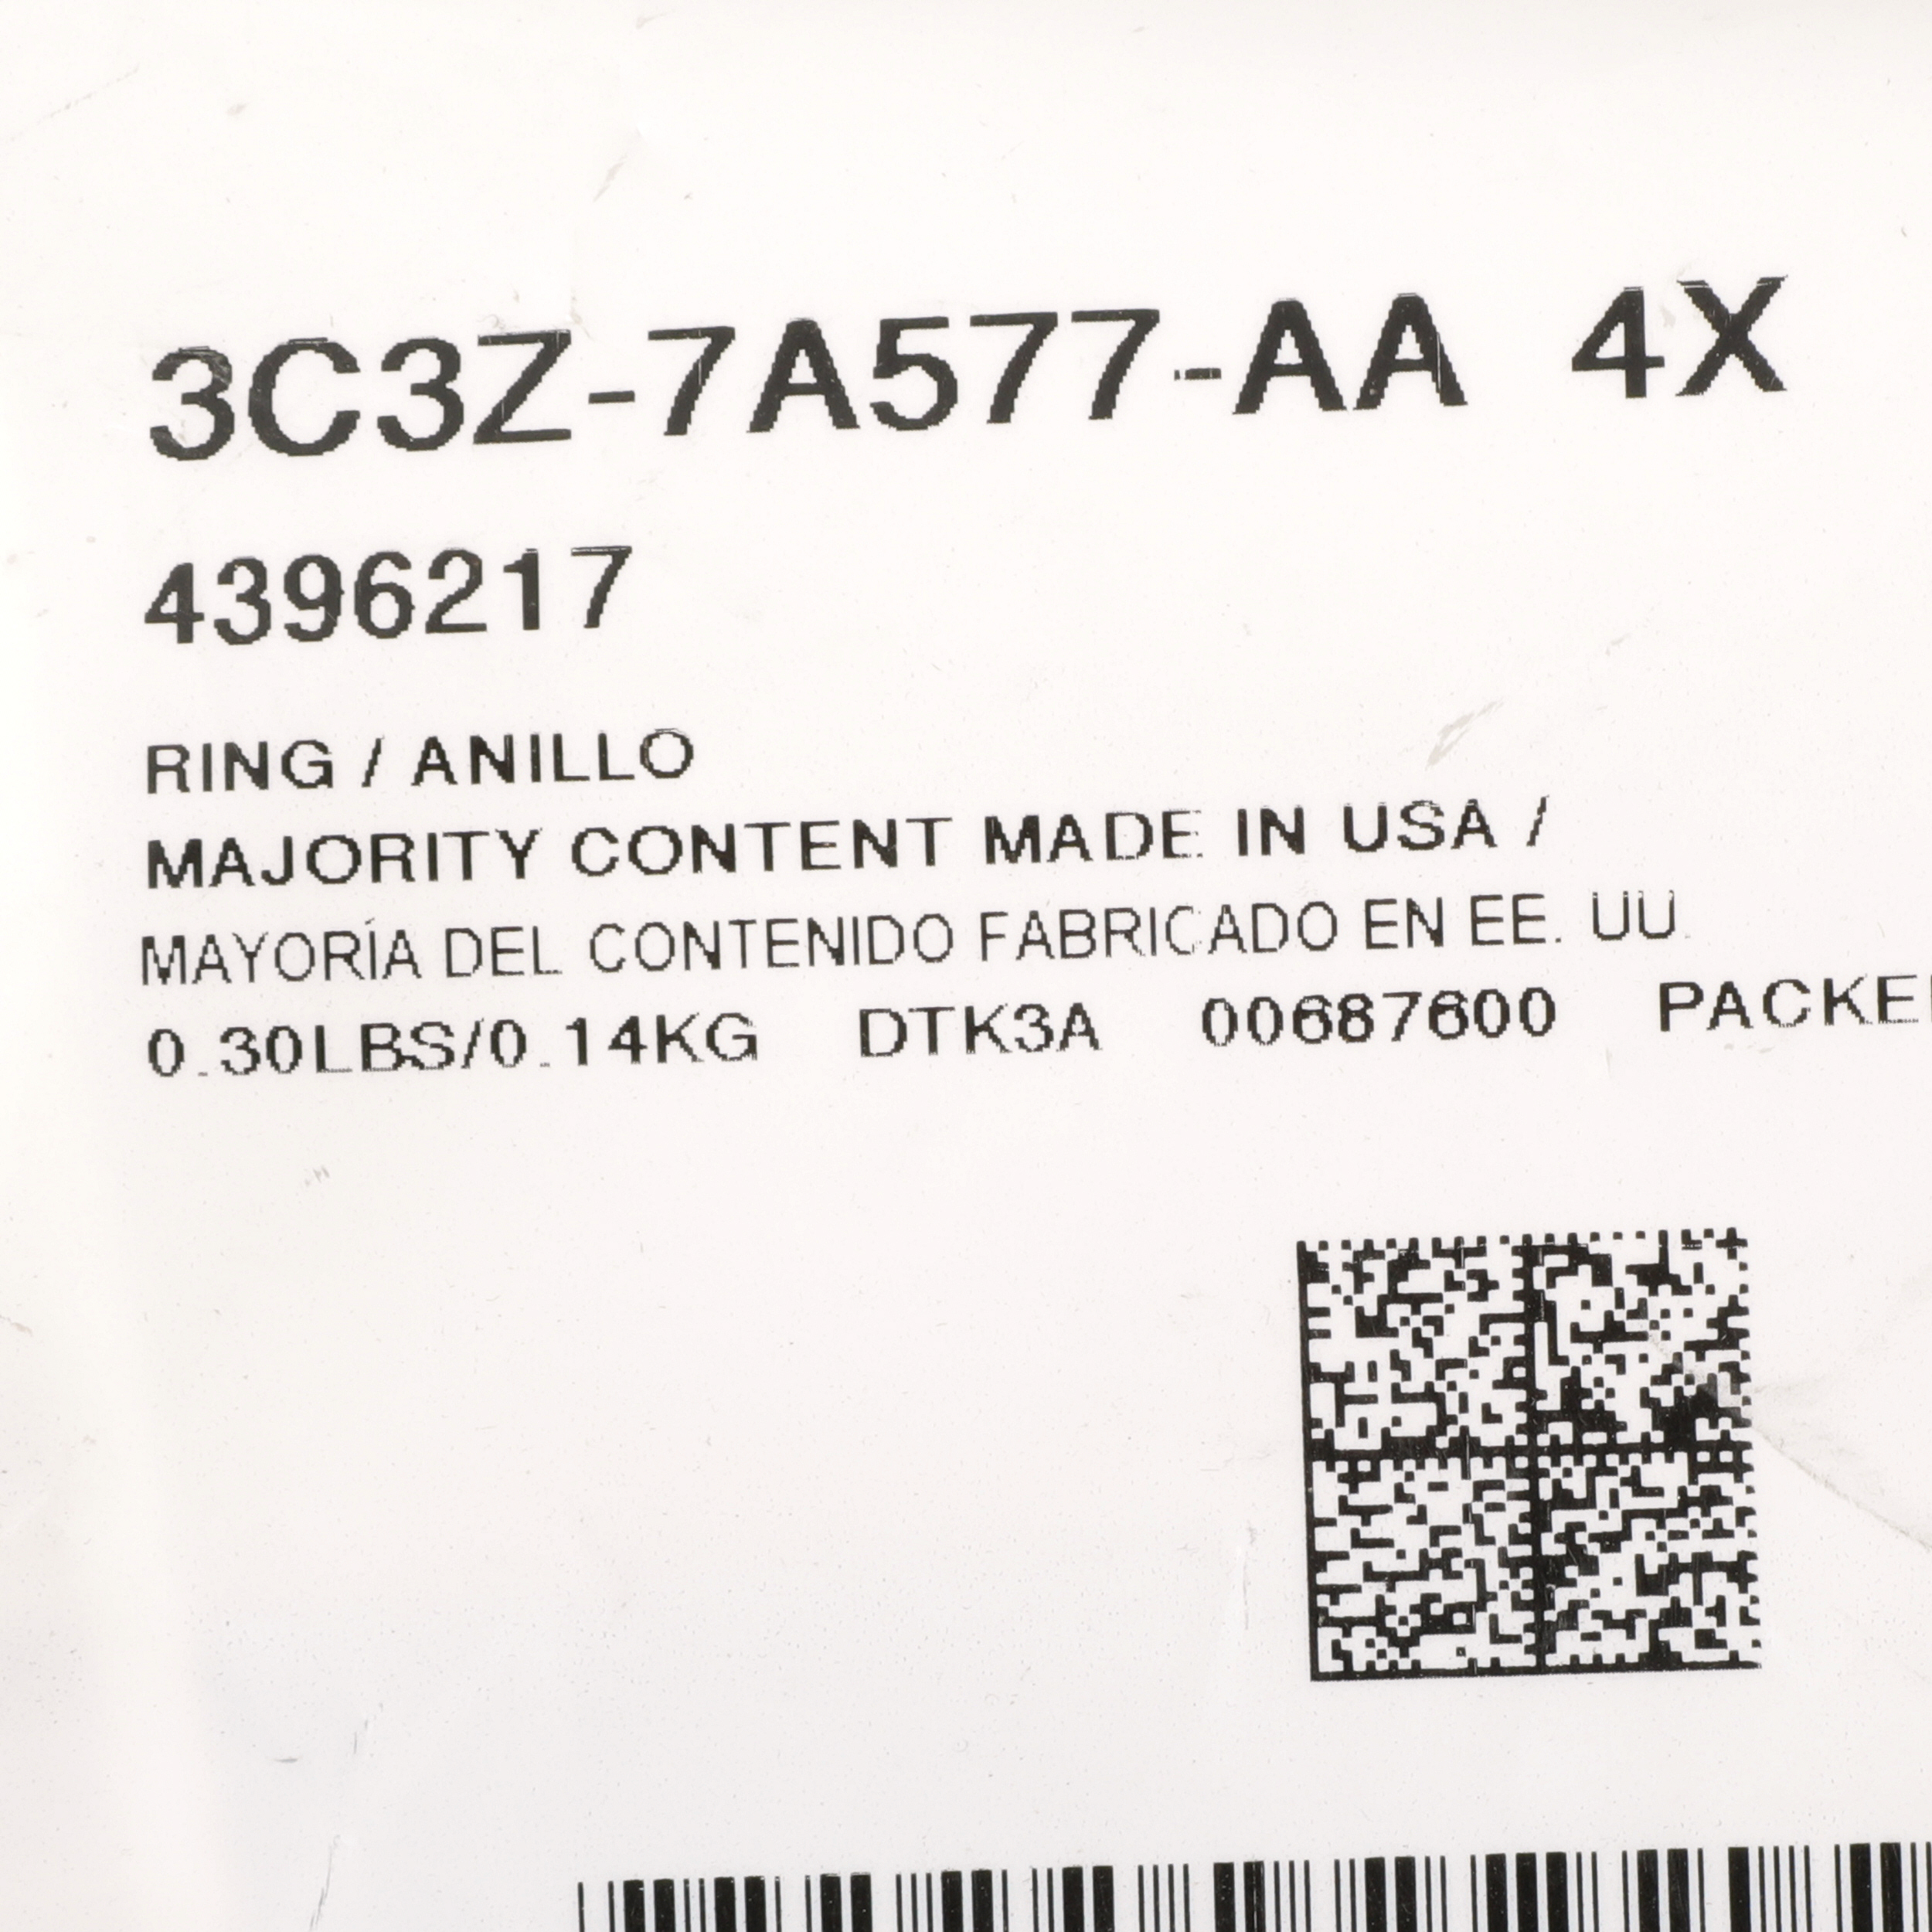 3C3Z-7A577-AA 4X
4396217
RING / ANILLO
MAJORITY CONTENT MADE IN USA /
MAYORÍA DEL CONTENIDO FABRICADO EN EE. UU.
0.30LBS/0.14KG DTK3A 00687600